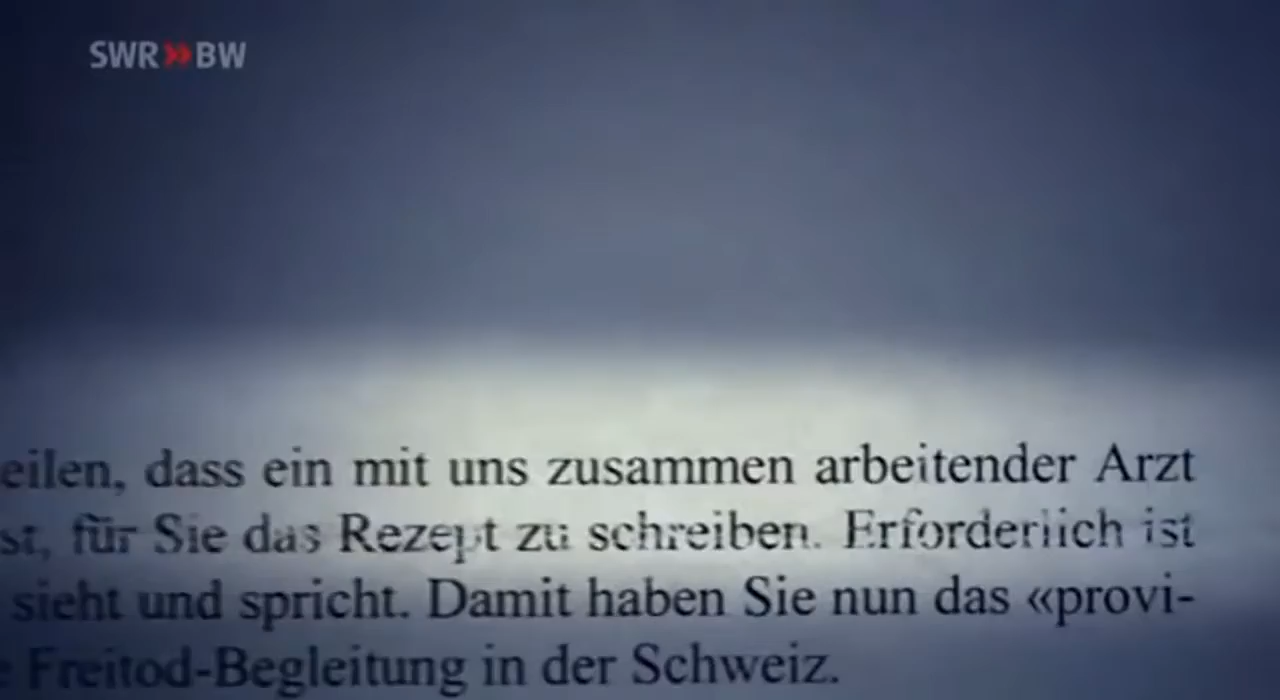 SWR»BW
eilen, dass ein mit uns zusammen arbeitender Arzt
st, für Sie das Rezept zu schreiben. Erforderlich ist
sieht und spricht. Damit haben Sie nun das «provi-
e Freitod-Begleitung in der Schweiz.